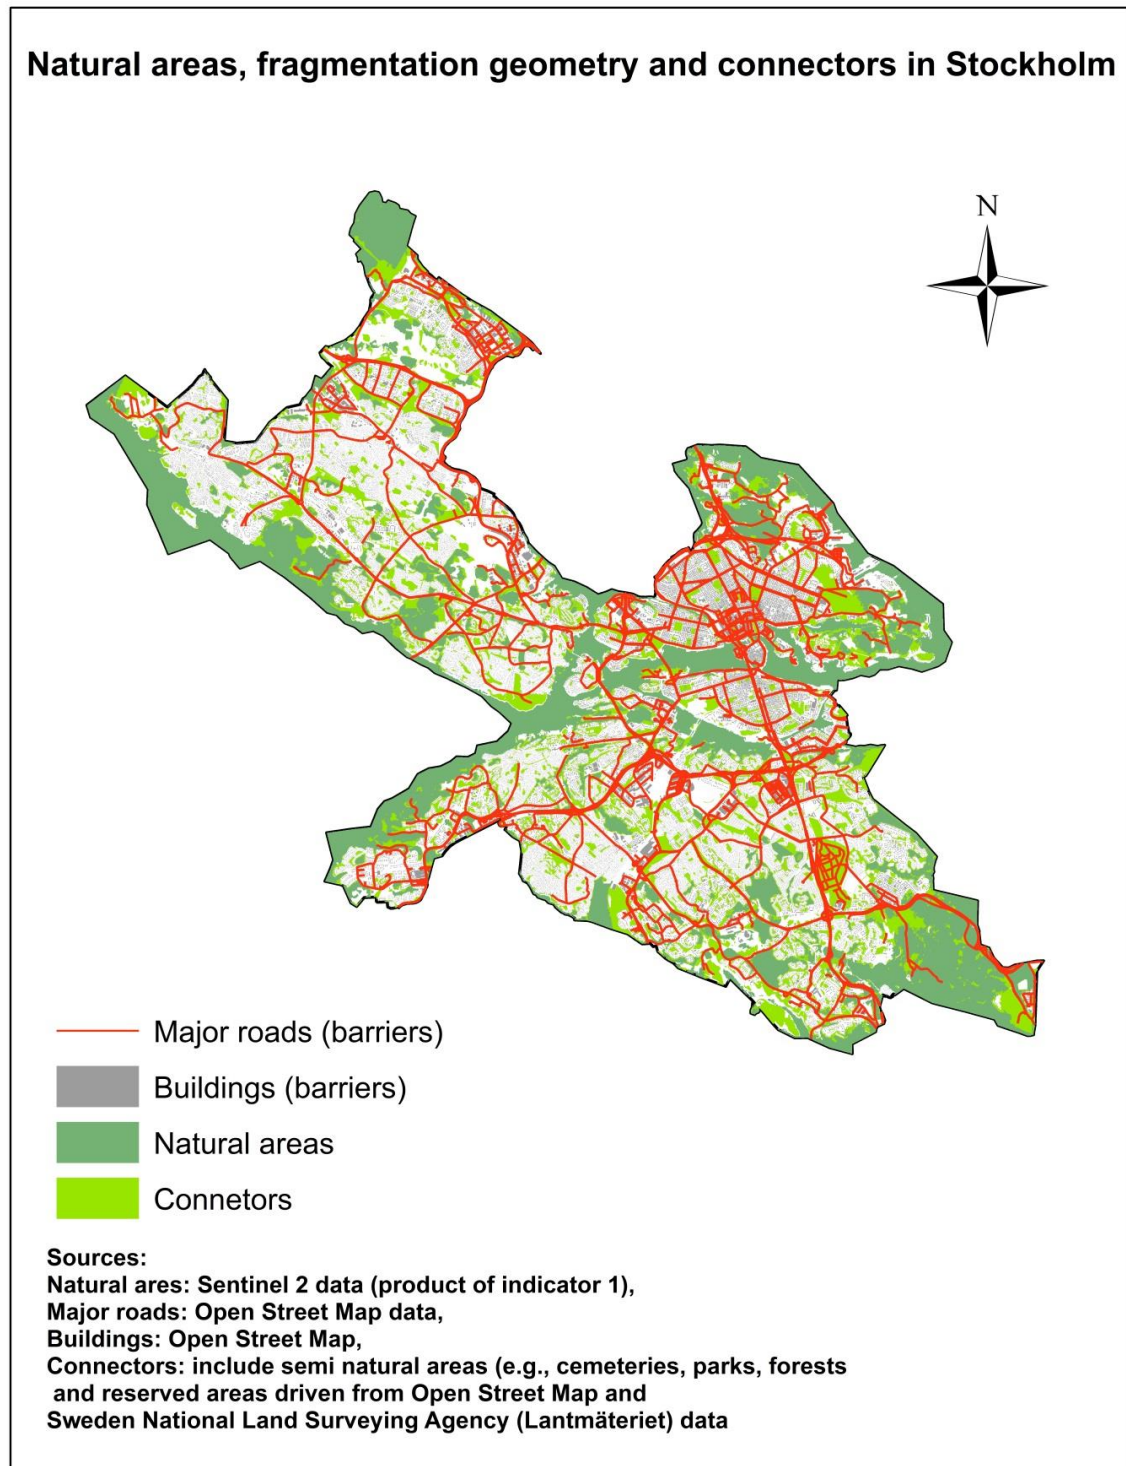 Natural areas, fragmentation geometry and connectors in Stockholm
N
Major roads (barriers)
Buildings (barriers)
Natural areas
Connetors
Sources:
Natural ares: Sentinel 2 data (product of indicator 1),
Major roads: Open Street Map data,
Buildings: Open Street Map,
Connectors: include semi natural areas (e.g., cemeteries, parks, forests
and reserved areas driven from Open Street Map and
Sweden National Land Surveying Agency (Lantmäteriet) data